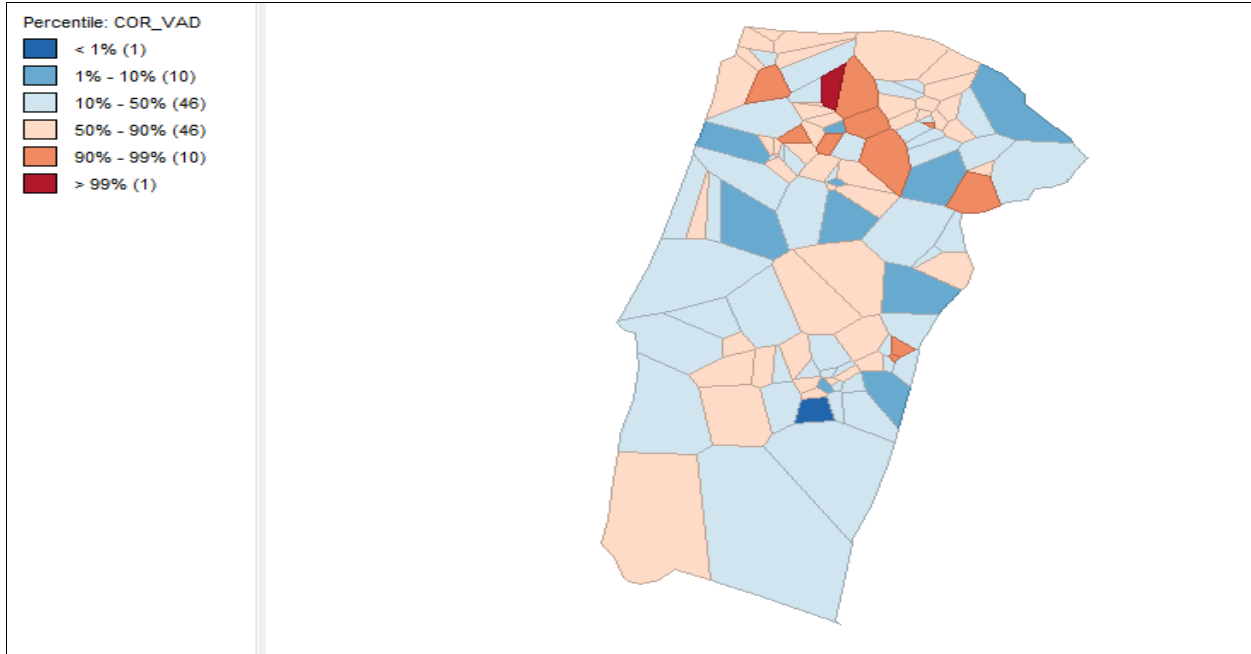 Percentile: COR_VAD
< 1% (1)
1% - 10% (10)
10% - 50% (46)
50% - 90% (46)
90% - 99% (10)
> 99% (1)